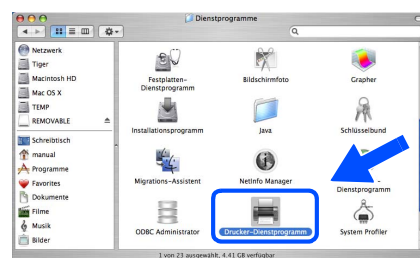 Dienstprogramme
Netzwerk
Tiger
Macintosh HD
Mac OS X
TEMP
REMOVABLE
Schreibtisch
manual
Programme
Favorites
Dokumente
Filme
Musik
Bilder
Festplatten-
Dienstprogramm
Bildschirmfoto
Grapher
Installationsprogramm
Java
Schlüsselbund
Migrations-Assistent
NetInfo Manager
-
Dienstprogramm
ODBC Administrator
Drucker-Dienstprogramm
System Profiler
1 von 23 ausgewählt, 4,41 GB verfügbar